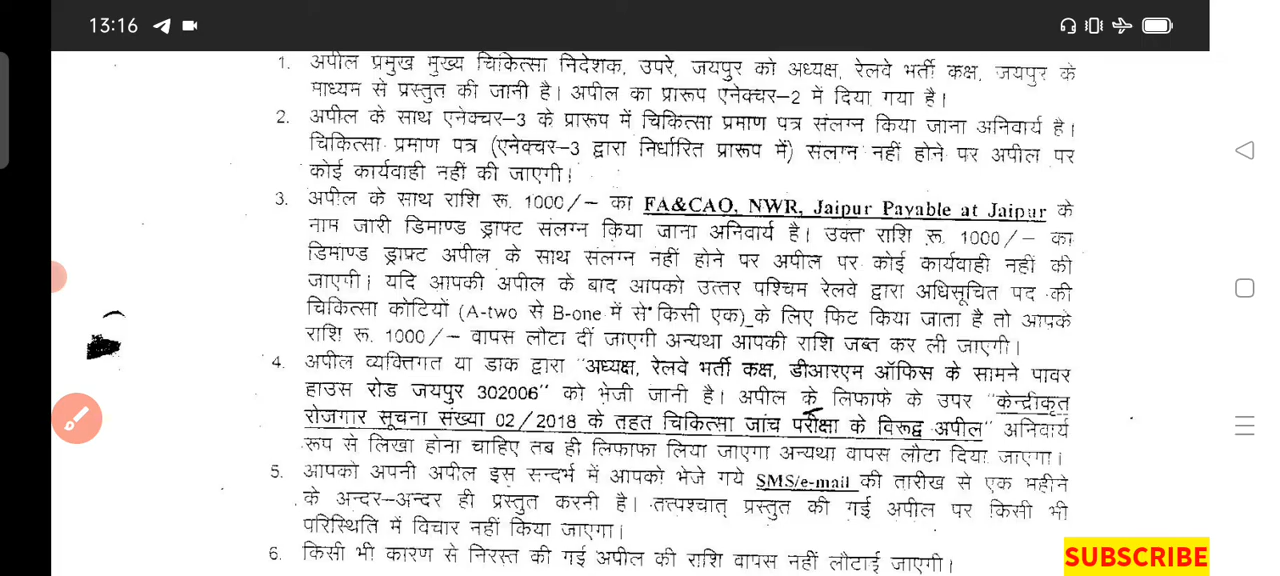 13:16
1. अपील प्रमुख मुख्य चिकित्सा निदेशक, उपरे, जयपुर को अध्यक्ष, रेलवे भर्ती कक्ष, जयपुर के
माध्यम से प्रस्तुत की जानी है। अपील का प्रारूप एनेक्चर–2 में दिया गया है।
2. अपील के साथ एनेक्चर–3 के प्रारूप में चिकित्सा प्रमाण पत्र संलग्न किया जाना अनिवार्य है।
चिकित्सा प्रमाण पत्र (एनेक्चर–3 द्वारा निर्धारित प्रारूप में) संलग्न नहीं होने पर अपील पर
कोई कार्यवाही नहीं की जाएगी।
3. अपील के साथ राशि रू. 1000/– का FA&CAO, NWR, Jaipur Payable at Jaipur के
नाम जारी डिमाण्ड ड्राफ्ट संलग्न किया जाना अनिवार्य है। उक्त राशि रू. 1000/– का
डिमाण्ड ड्राफ्ट अपील के साथ संलग्न नहीं होने पर अपील पर कोई कार्यवाही नहीं की
जाएगी। यदि आपकी अपील के बाद आपको उत्तर पश्चिम रेलवे द्वारा अधिसूचित पद की
चिकित्सा कोटियों (A-two से B-one में से किसी एक) के लिए फिट किया जाता है तो आपके
राशि रू. 1000/– वापस लौटा दीं जाएगी अन्यथा आपकी राशि जब्त कर ली जाएगी।
4. अपील व्यक्तिगत या डाक द्वारा "अध्यक्ष, रेलवे भर्ती कक्ष, डीआरएम ऑफिस के सामने पावर
हाउस रोड जयपुर 302006" को भेजी जानी है। अपील के लिफाफे के उपर "केन्द्रीकृत
रोजगार सूचना संख्या 02/2018 के तहत चिकित्सा जांच परीक्षा के विरूद्व अपील" अनिवार्य
रूप से लिखा होना चाहिए तब ही लिफाफा लिया जाएगा अन्यथा वापस लौटा दिया जाएगा।
5. आपको अपनी अपील इस सन्दर्भ में आपको भेजे गये SMS/e-mail की तारीख से एक महीने
के अन्दर–अन्दर ही प्रस्तुत करनी है। तत्पश्चात् प्रस्तुत की गई अपील पर किसी भी
परिस्थिति में विचार नहीं किया जाएगा।
6. किसी भी कारण से निरस्त की गई अपील की राशि वापस नहीं लौटाई जाएगी।
SUBSCRIBE